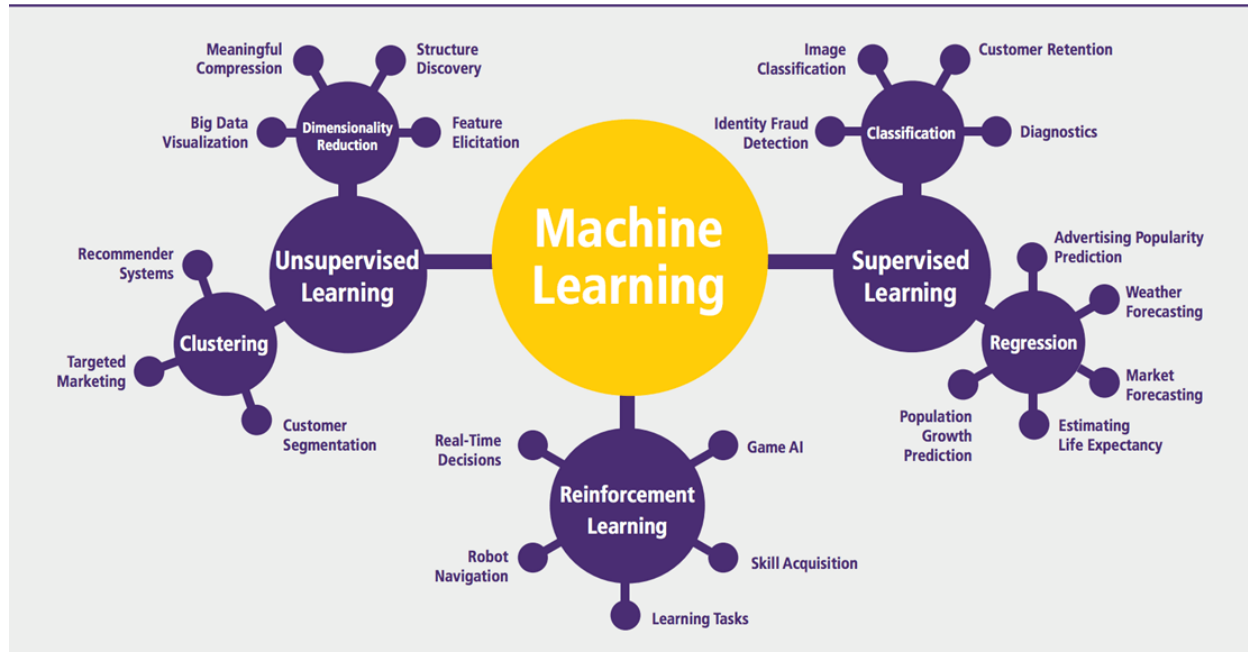 Machine
Learning
Unsupervised
Learning
Dimensionality
Reduction
Meaningful
Compression
Structure
Discovery
Big Data
Visualization
Feature
Elicitation
Clustering
Recommender
Systems
Targeted
Marketing
Customer
Segmentation
Supervised
Learning
Classification
Image
Classification
Customer Retention
Identity Fraud
Detection
Diagnostics
Regression
Advertising Popularity
Prediction
Weather
Forecasting
Market
Forecasting
Estimating
Life Expectancy
Population
Growth
Prediction
Reinforcement
Learning
Real-Time
Decisions
Game AI
Robot
Navigation
Skill Acquisition
Learning Tasks